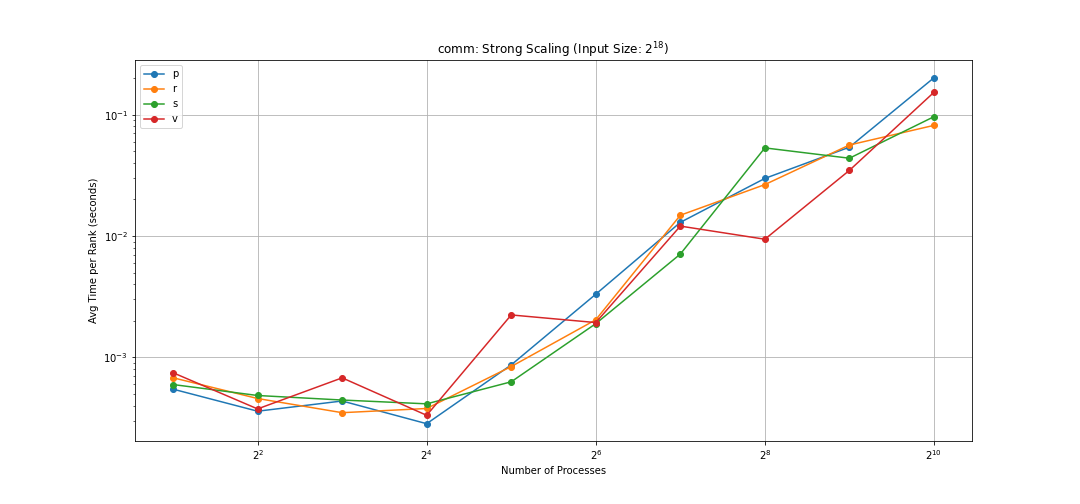 comm: Strong Scaling (Input Size: 2^18)
p
r
s
v
Avg Time per Rank (seconds)
10^−1
10^−2
10^−3
2^2 2^4 2^6 2^8 2^10
Number of Processes